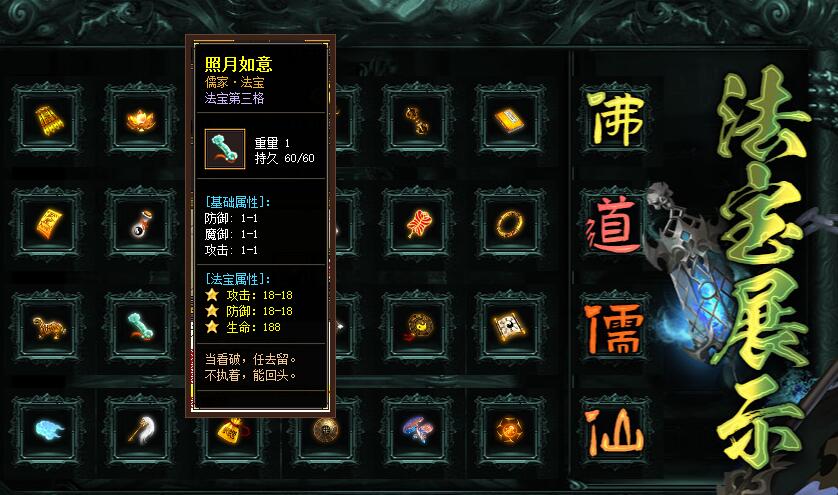 照月如意
儒家·法宝
法宝第三格
重量 1
持久 60/60
[基础属性]:
防御: 1-1
魔御: 1-1
攻击: 1-1
[法宝属性]:
攻击: 18-18
防御: 18-18
生命: 188
当看破，任去留。
不执着，能回头。
佛
道
儒
仙
法宝展示